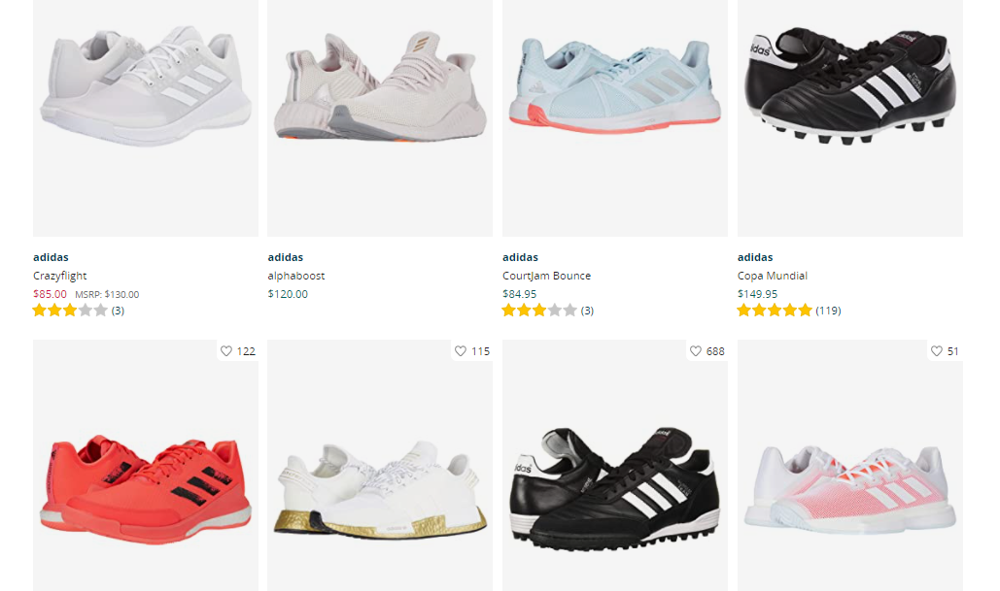 adidas
Crazyflight
$85.00 MSRP: $130.00
(3)
adidas
alphaboost
$120.00
adidas
CourtJam Bounce
$84.95
(3)
adidas
Copa Mundial
$149.95
(119)
122
115
688
51